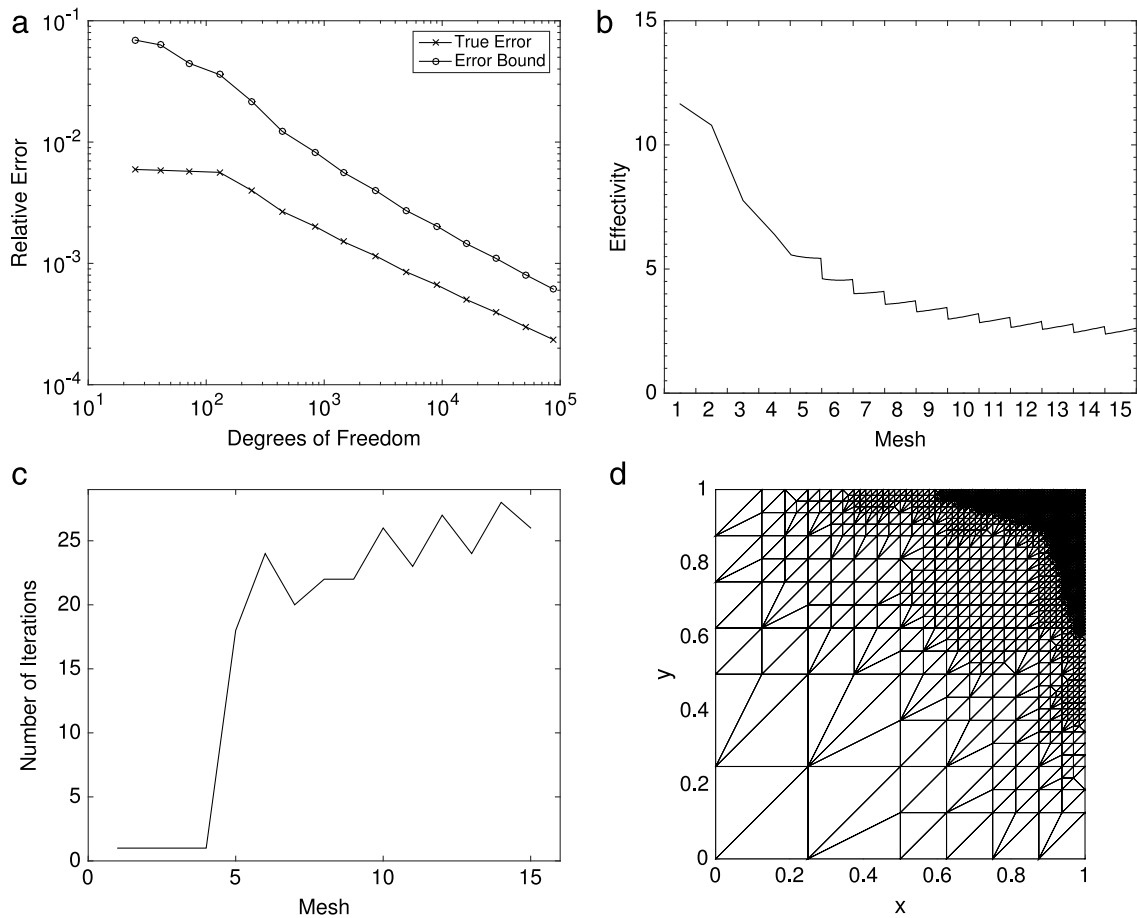 a
10^-1
10^-2
10^-3
10^-4
Relative Error
10^1 10^2 10^3 10^4 10^5
Degrees of Freedom
True Error
Error Bound
b
15
10
5
0
Effectivity
1 2 3 4 5 6 7 8 9 10 11 12 13 14 15
Mesh
c
25
20
15
10
5
0
Number of Iterations
0 5 10 15
Mesh
d
1
0.8
0.6
0.4
0.2
0
y
0 0.2 0.4 0.6 0.8 1
x